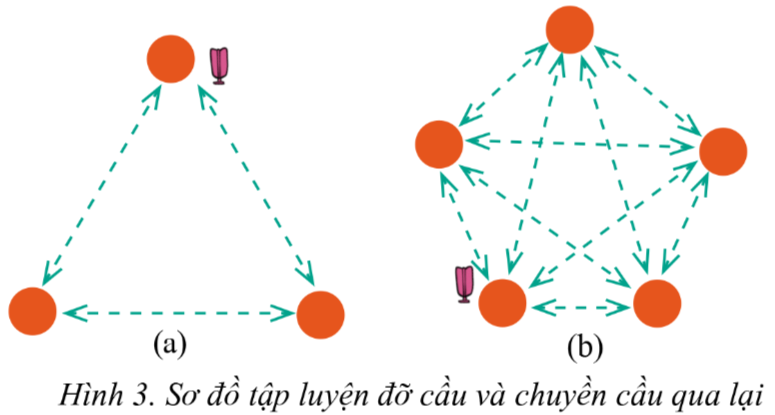 (a)
(b)
Hình 3. Sơ đồ tập luyện đỡ cầu và chuyền cầu qua lại